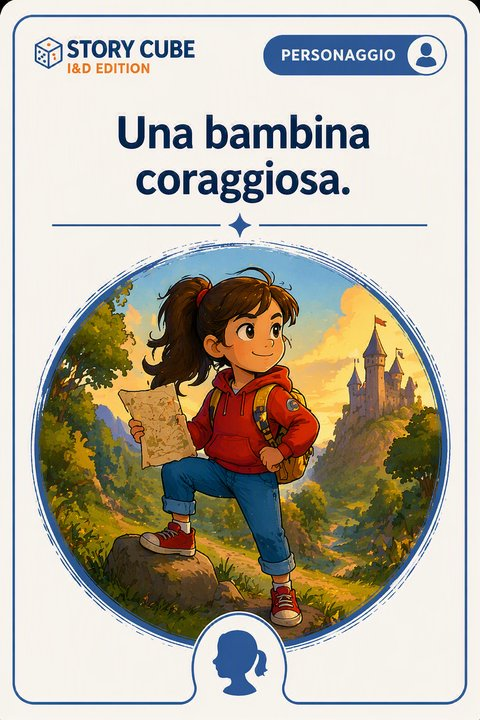 STORY CUBE
I&D EDITION
PERSONAGGIO
Una bambina
coraggiosa.